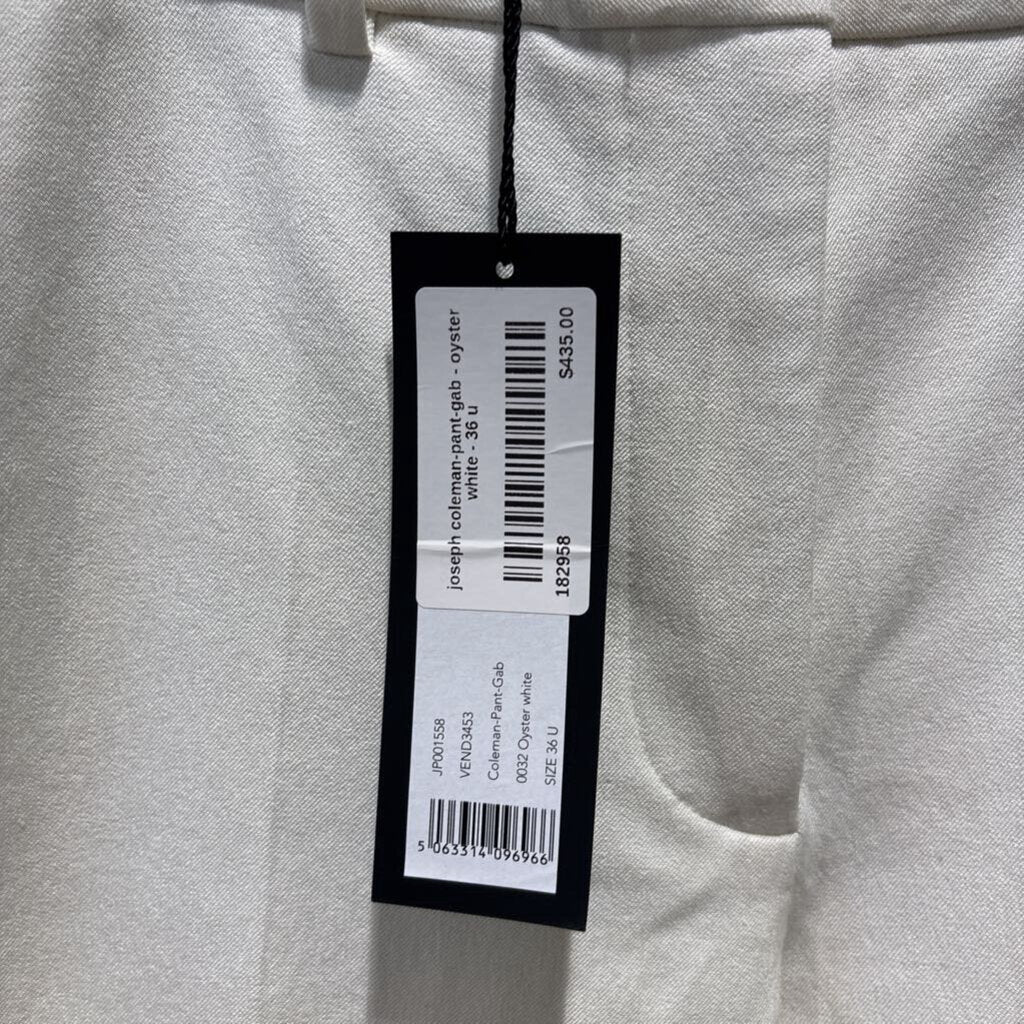 joseph coleman-pant-gab - oyster
white - 36 u
182958
$435.00
JP001558
VEND3453
Coleman-Pant-Gab
0032 Oyster white
SIZE 36 U
5 063314 096966